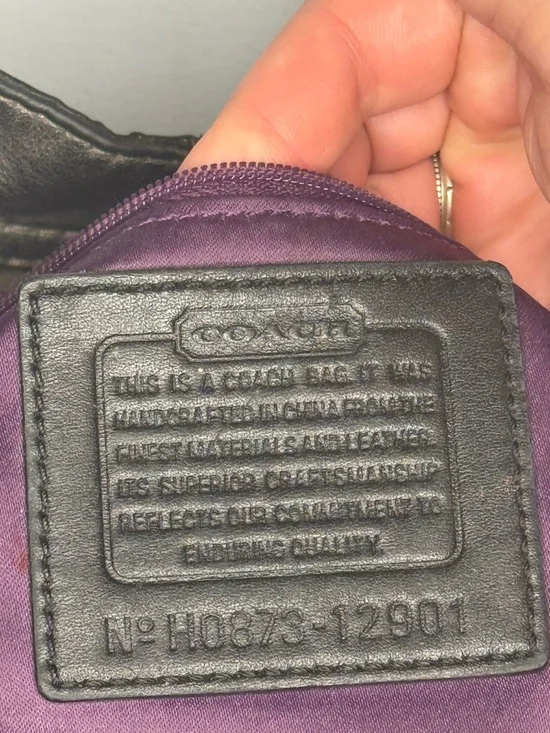 COACH
THIS IS A COACH BAG. IT WAS
HANDCRAFTED IN CHINA FROM THE
FINEST MATERIALS AND LEATHER.
ITS SUPERIOR CRAFTSMANSHIP
REFLECTS OUR COMMITMENT TO
ENDURING QUALITY.
Nº H0873-12901